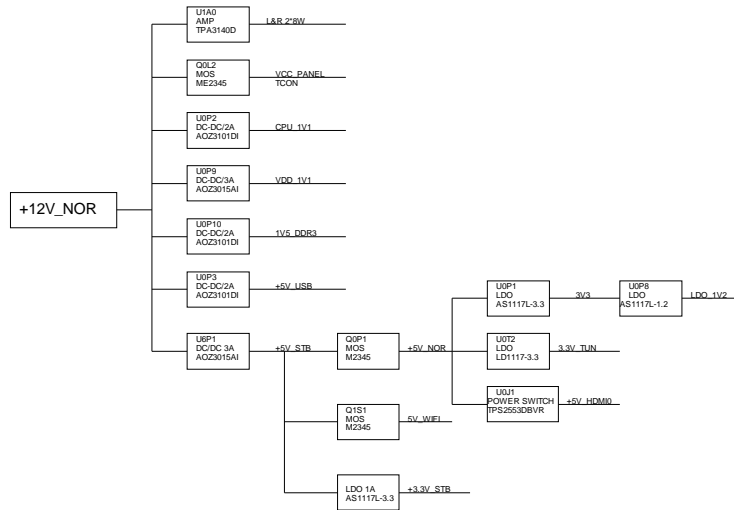 U1A0
AMP
TPA3140D
L&R 2*8W
Q0L2
MOS
ME2345
VCC_PANEL
TCON
U0P2
DC-DC/2A
AOZ3101DI
CPU_1V1
U0P9
DC-DC/3A
AOZ3015AI
VDD_1V1
+12V_NOR
U0P10
DC-DC/2A
AOZ3101DI
1V5_DDR3
U0P3
DC-DC/2A
AOZ3101DI
+5V_USB
U0P1
LDO
AS1117L-3.3
3V3
U0P8
LDO
AS1117L-1.2
LDO_1V2
U6P1
DC/DC 3A
AOZ3015AI
+5V_STB
Q0P1
MOS
M2345
+5V_NOR
U0T2
LDO
LD1117-3.3
3.3V_TUN
U0J1
POWER SWITCH
TPS2553DBVR
+5V_HDMI0
Q1S1
MOS
M2345
5V_WIFI
LDO 1A
AS1117L-3.3
+3.3V_STB